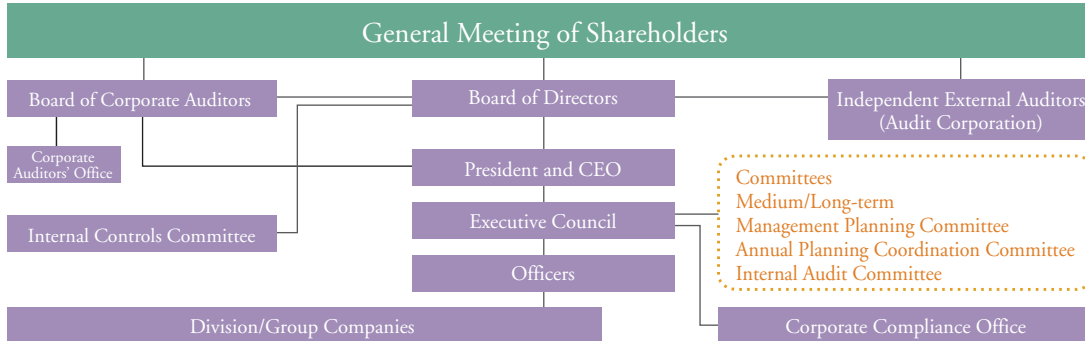 General Meeting of Shareholders
Board of Corporate Auditors
Board of Directors
Independent External Auditors
(Audit Corporation)
Corporate
Auditors' Office
President and CEO
Committees
Medium/Long-term
Management Planning Committee
Annual Planning Coordination Committee
Internal Audit Committee
Internal Controls Committee
Executive Council
Officers
Division/Group Companies
Corporate Compliance Office